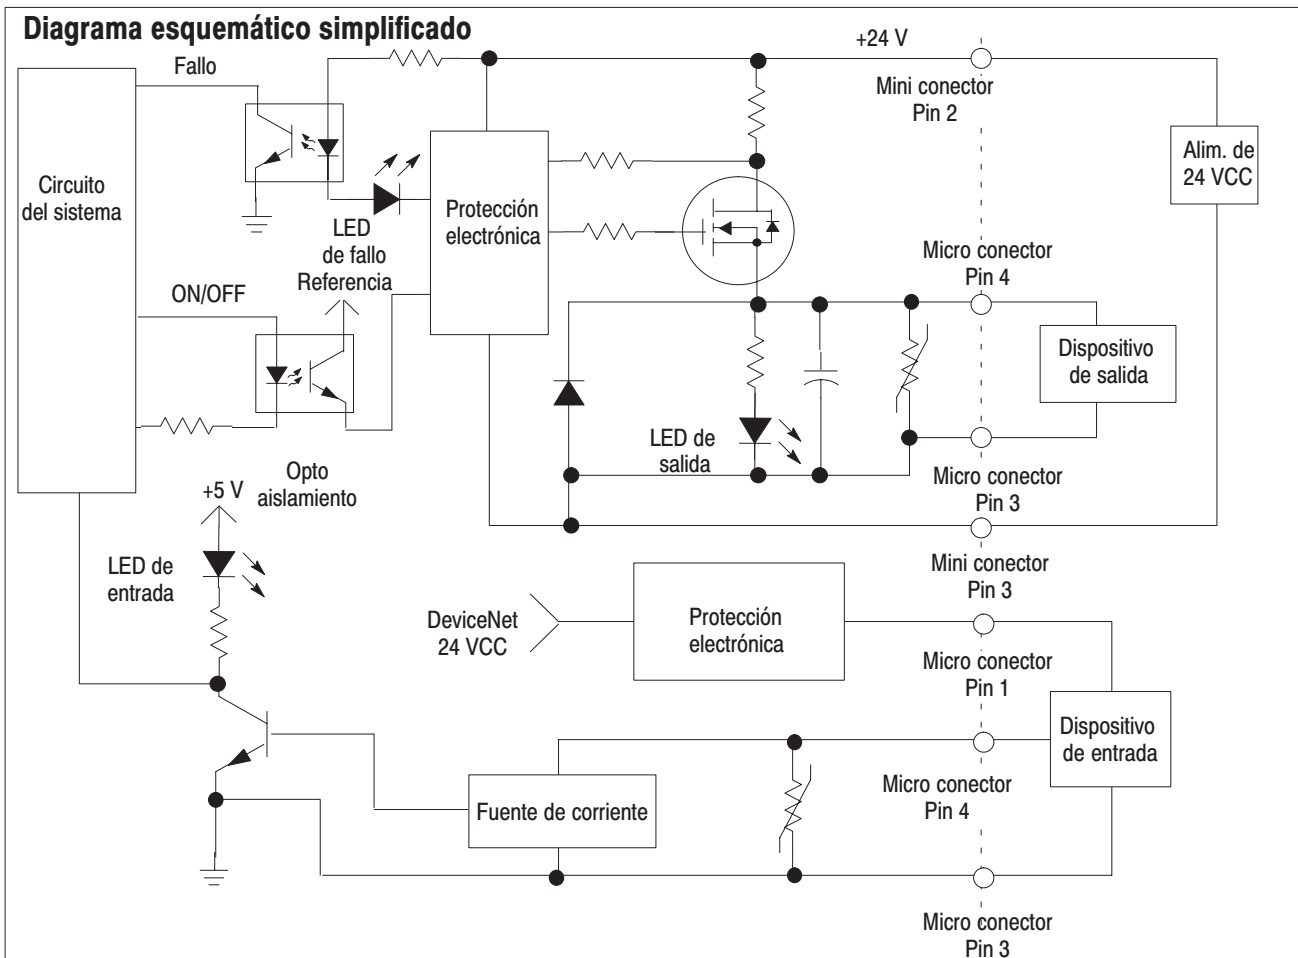 Diagrama esquemático simplificado
Fallo
+24 V
Mini conector
Pin 2
Alim. de
24 VCC
Circuito
del sistema
Protección
electrónica
LED
de fallo
Referencia
Micro conector
Pin 4
ON/OFF
Dispositivo
de salida
LED de
salida
Opto
aislamiento
Micro conector
Pin 3
+5 V
LED de
entrada
Mini conector
Pin 3
DeviceNet
24 VCC
Protección
electrónica
Micro conector
Pin 1
Dispositivo
de entrada
Fuente de corriente
Micro conector
Pin 4
Micro conector
Pin 3